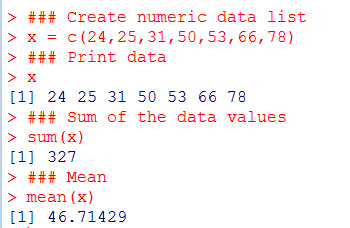 > ### Create numeric data list
> x = c(24,25,31,50,53,66,78)
> ### Print data
> x
[1] 24 25 31 50 53 66 78
> ### Sum of the data values
> sum(x)
[1] 327
> ### Mean
> mean(x)
[1] 46.71429